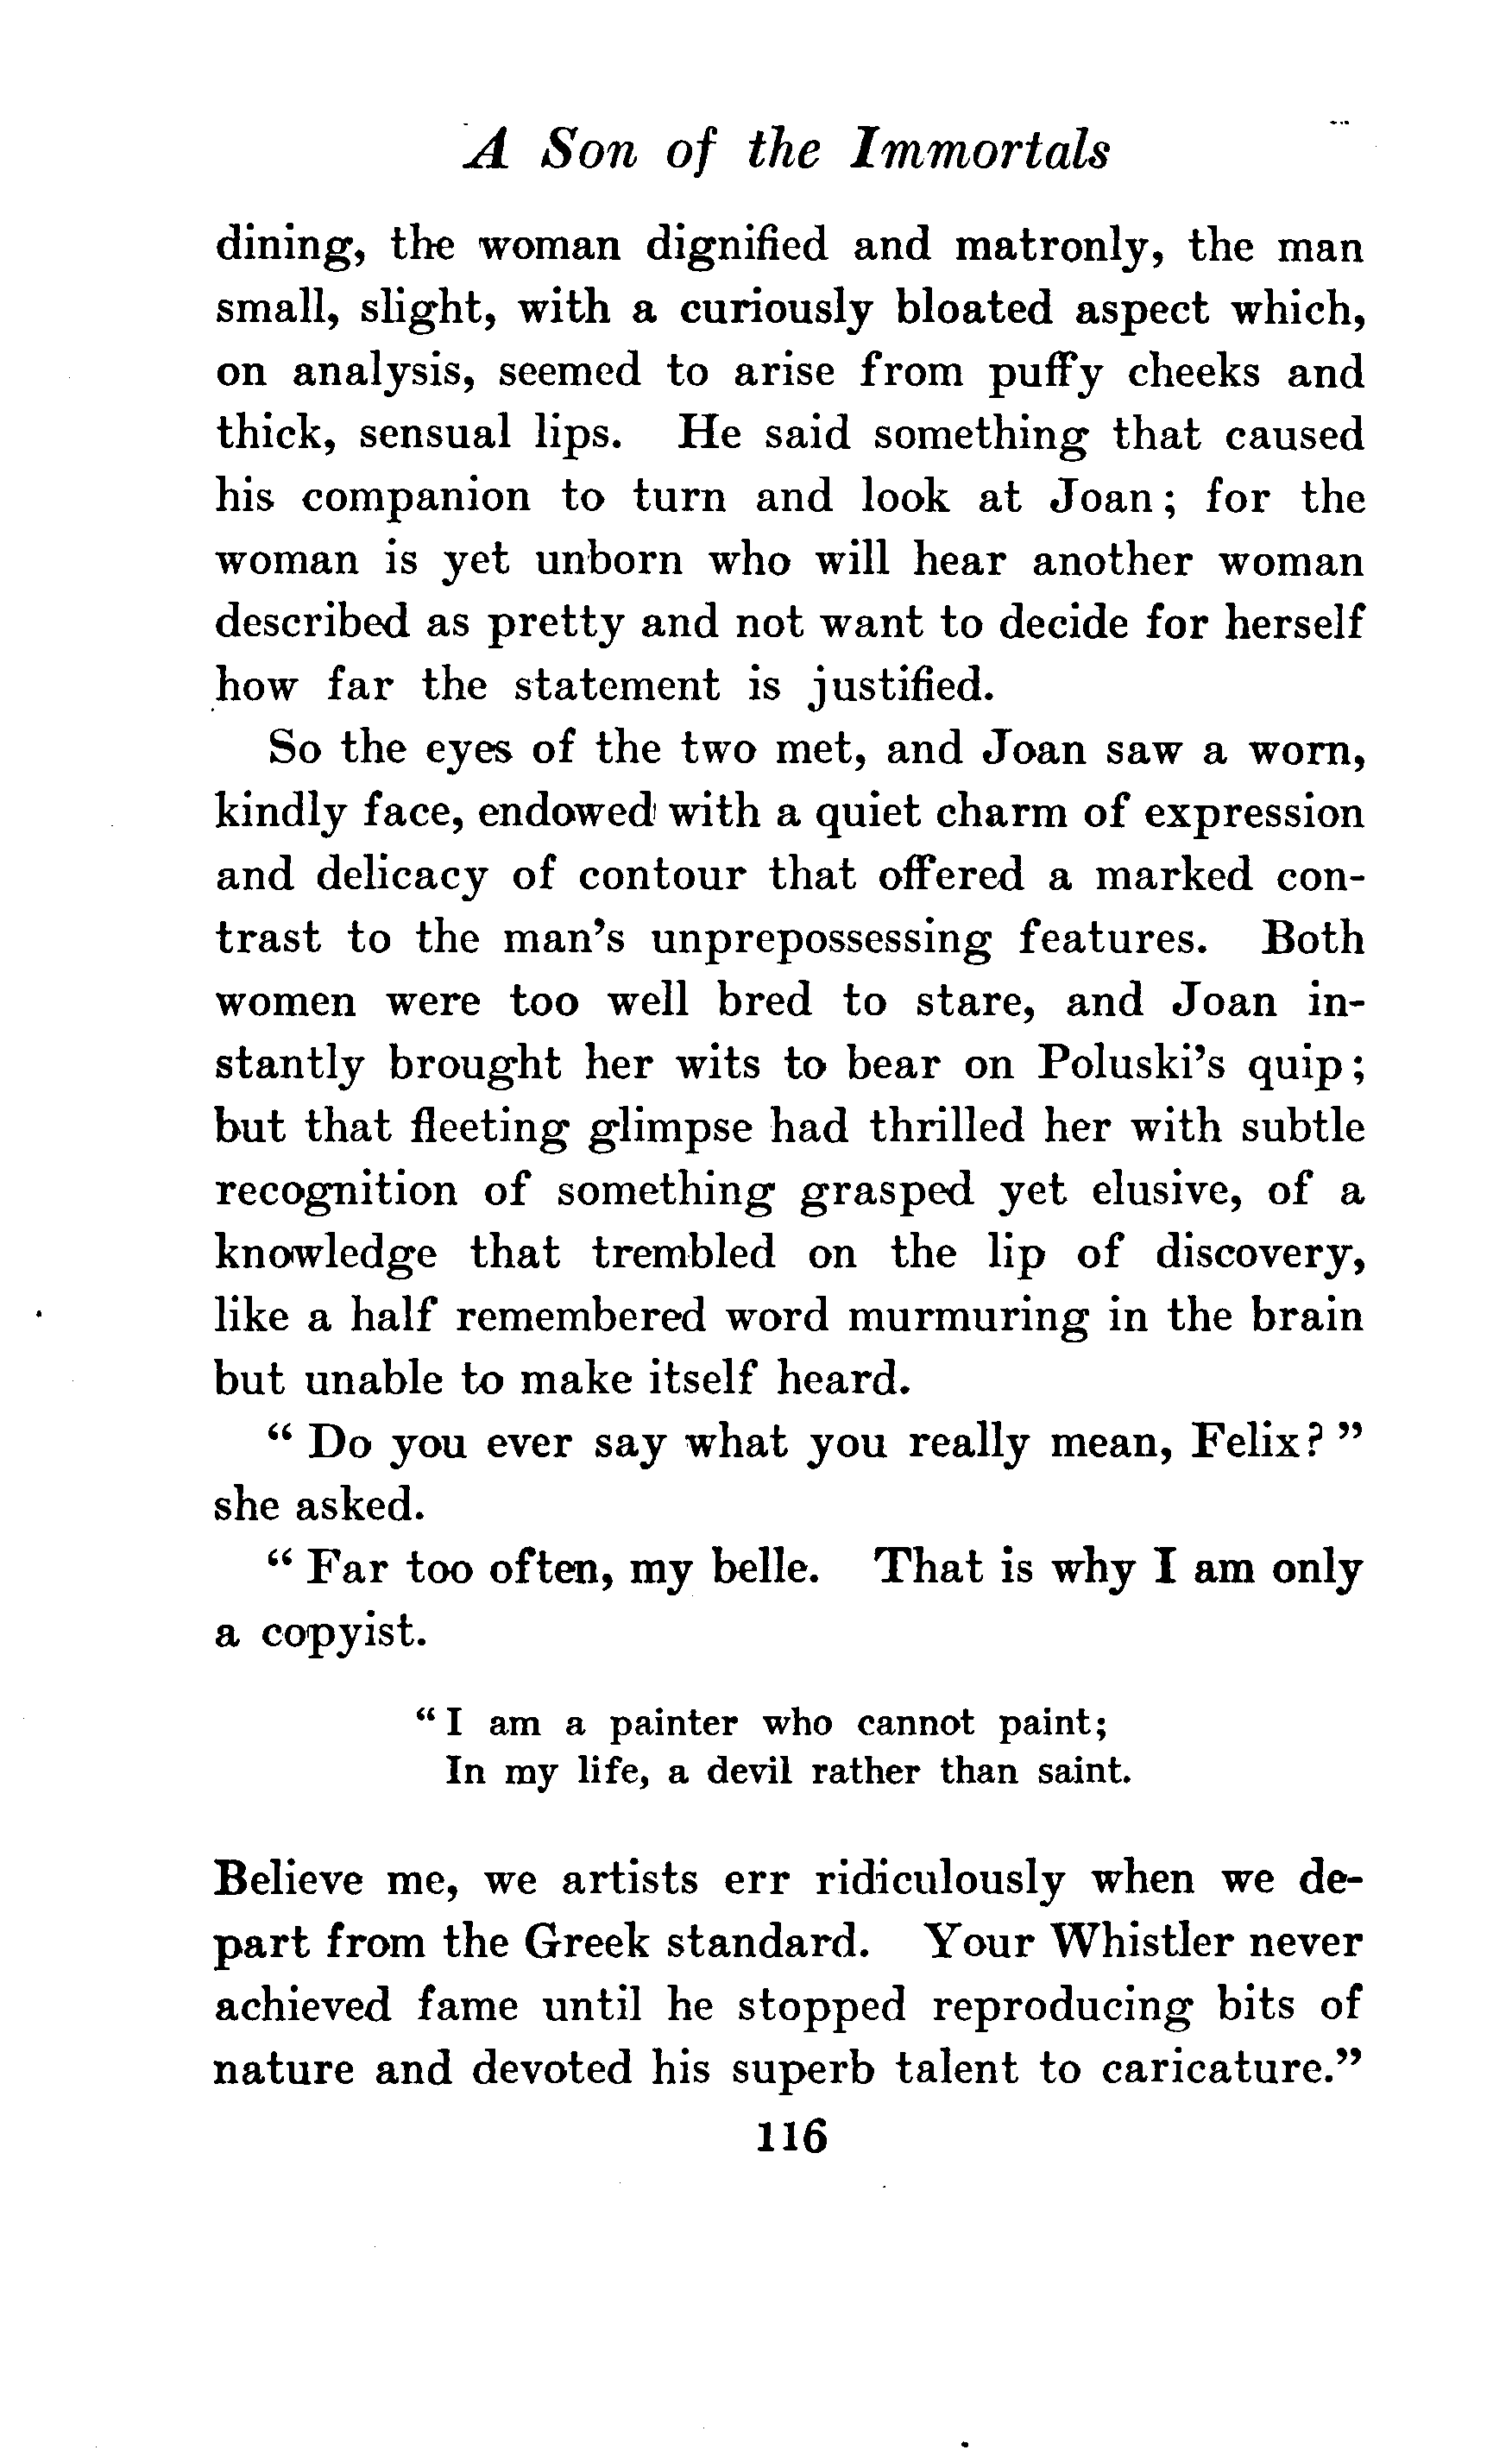 A Son of the Immortals
dining, the woman dignified and matronly, the man
small, slight, with a curiously bloated aspect which,
on analysis, seemed to arise from puffy cheeks and
thick, sensual lips. He said something that caused
his companion to turn and look at Joan; for the
woman is yet unborn who will hear another woman
described as pretty and not want to decide for herself
how far the statement is justified.
So the eyes of the two met, and Joan saw a worn,
kindly face, endowed with a quiet charm of expression
and delicacy of contour that offered a marked con-
trast to the man's unprepossessing features. Both
women were too well bred to stare, and Joan in-
stantly brought her wits to bear on Poluski's quip;
but that fleeting glimpse had thrilled her with subtle
recognition of something grasped yet elusive, of a
knowledge that trembled on the lip of discovery,
like a half remembered word murmuring in the brain
but unable to make itself heard.
" Do you ever say what you really mean, Felix? "
she asked.
" Far too often, my belle. That is why I am only
a copyist.
" I am a painter who cannot paint;
In my life, a devil rather than saint.
Believe me, we artists err ridiculously when we de-
part from the Greek standard. Your Whistler never
achieved fame until he stopped reproducing bits of
nature and devoted his superb talent to caricature."
116